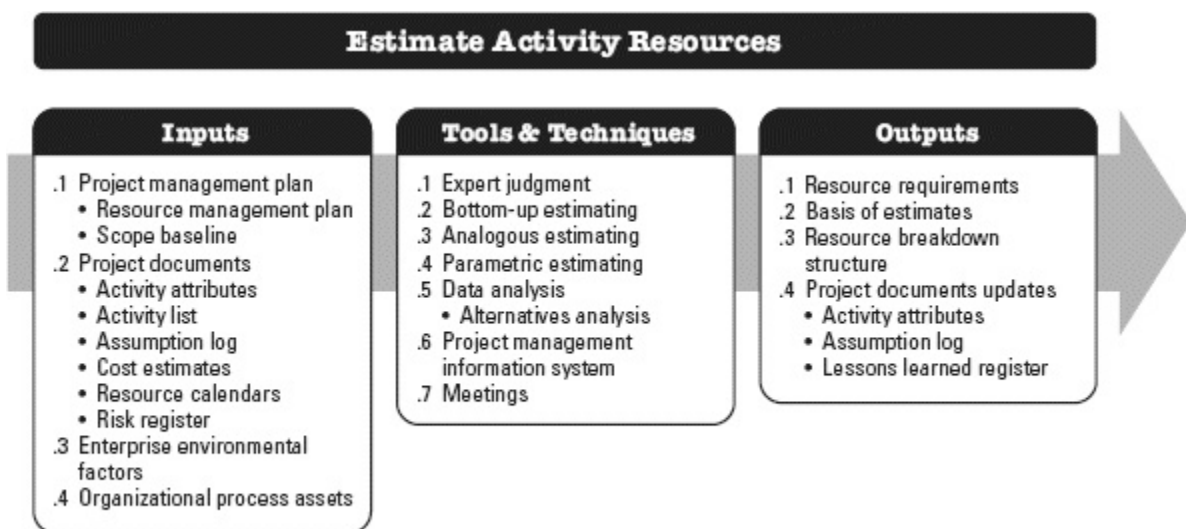 Estimate Activity Resources
Inputs
.1 Project management plan
• Resource management plan
• Scope baseline
.2 Project documents
• Activity attributes
• Activity list
• Assumption log
• Cost estimates
• Resource calendars
• Risk register
.3 Enterprise environmental
factors
.4 Organizational process assets
Tools & Techniques
.1 Expert judgment
.2 Bottom-up estimating
.3 Analogous estimating
.4 Parametric estimating
.5 Data analysis
• Alternatives analysis
.6 Project management
information system
.7 Meetings
Outputs
.1 Resource requirements
.2 Basis of estimates
.3 Resource breakdown
structure
.4 Project documents updates
• Activity attributes
• Assumption log
• Lessons learned register